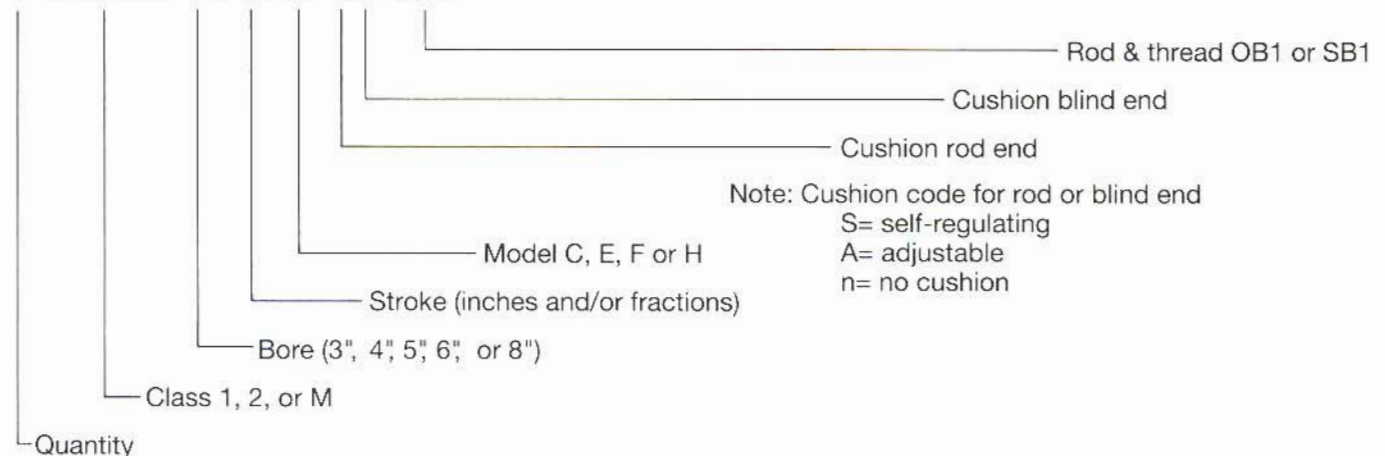 Rod & thread OB1 or SB1
Cushion blind end
Cushion rod end
Note: Cushion code for rod or blind end
S= self-regulating
A= adjustable
n= no cushion
Model C, E, F or H
Stroke (inches and/or fractions)
Bore (3", 4", 5", 6", or 8")
Class 1, 2, or M
Quantity